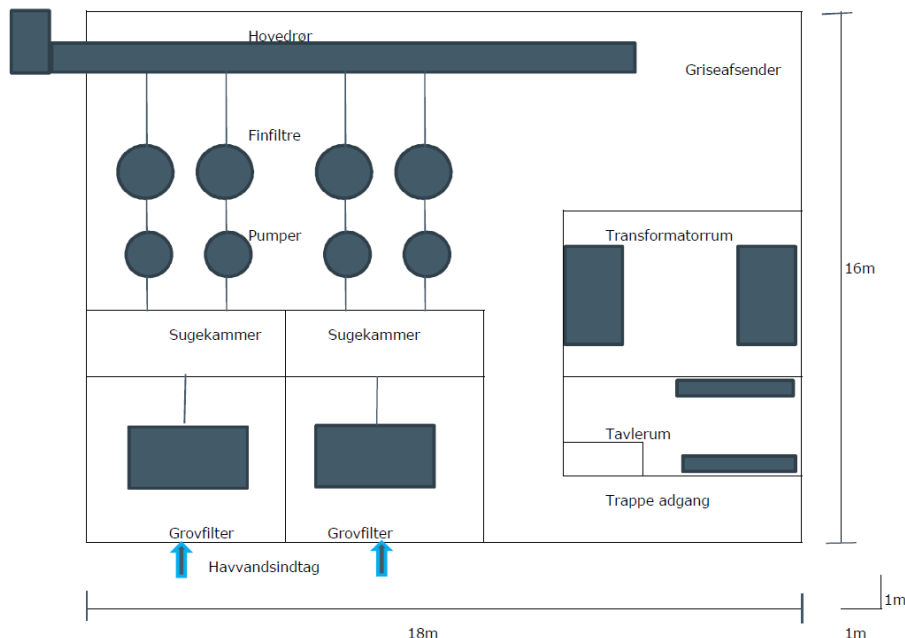 Hovedrør
Griseafsender
Finfiltre
Pumper
Transformatorrum
16m
Sugekammer
Sugekammer
Tavlerum
Trappe adgang
Grovfilter
Grovfilter
Havvandsindtag
1m
18m
1m